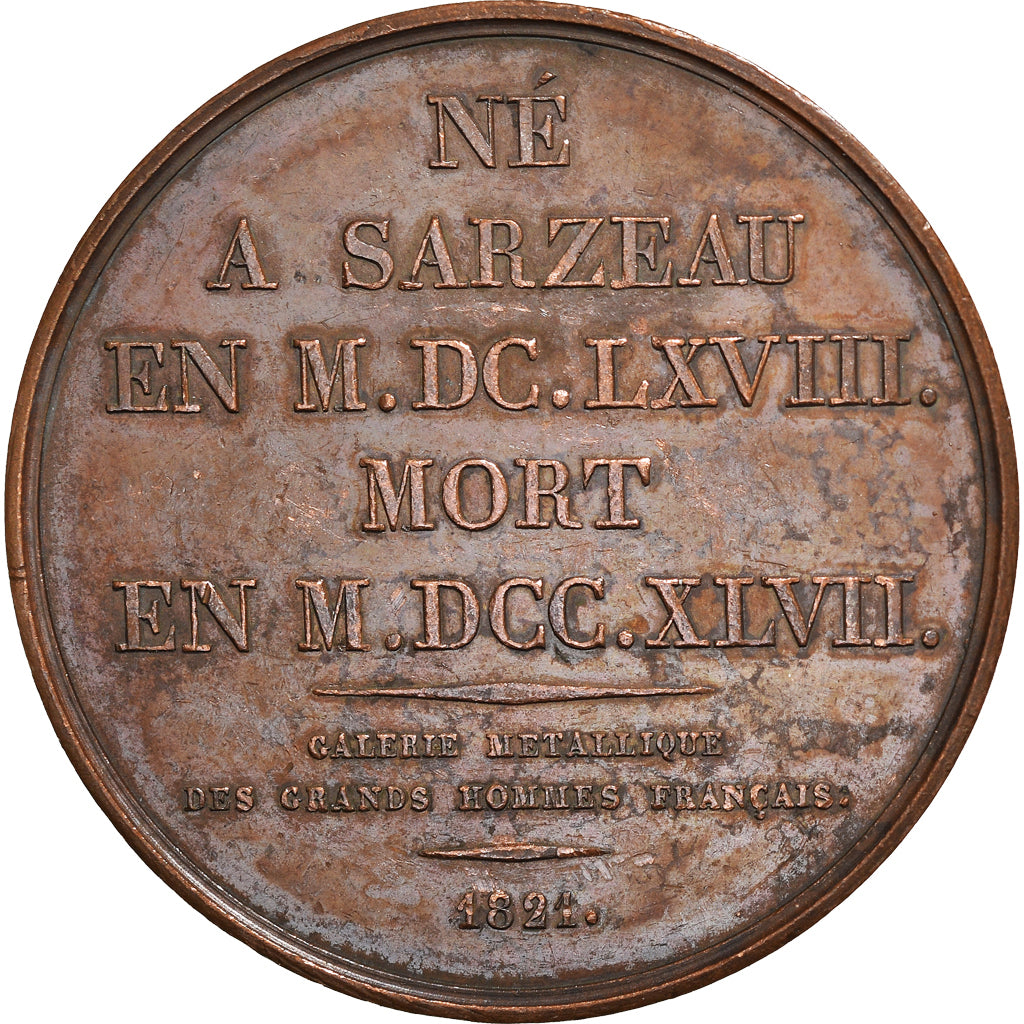 NÉ
A SARZEAU
EN M.DC.LXVIII.
MORT
EN M.DCC.XLVII.
GALERIE METALLIQUE
DES GRANDS HOMMES FRANÇAIS.
1821.